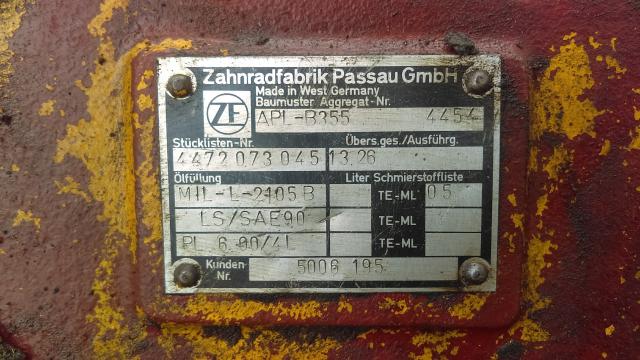 Zahnradfabrik Passau GmbH
Made in West Germany
ZF Baumuster Aggregat-Nr.
APL-B355 4454
Stücklisten-Nr. Übers.ges./Ausführg.
4472 073 045 13,26
Ölfüllung Liter Schmierstoffliste
MIL-L-2105 B TE-ML 05
LS/SAE90 TE-ML
PL 6.00/4L TE-ML
Kunden Nr. 5006 195